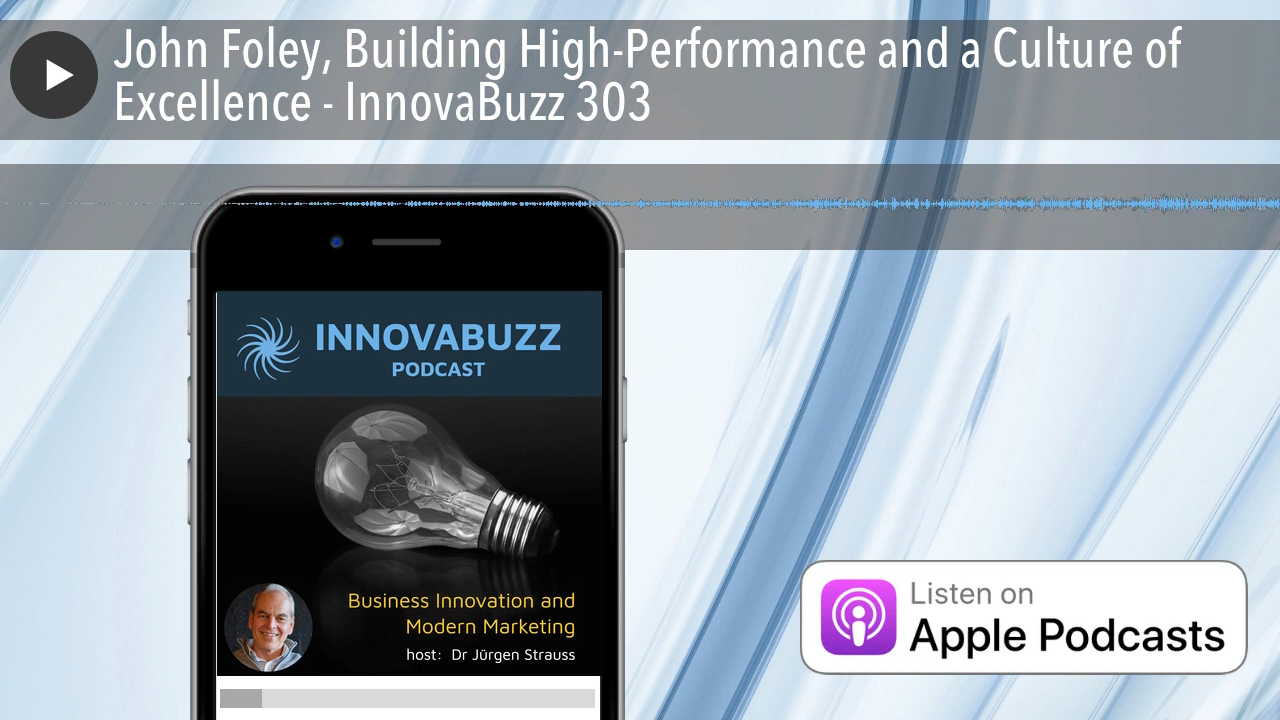 John Foley, Building High-Performance and a Culture of
Excellence - InnovaBuzz 303
INNOVABUZZ
PODCAST
Business Innovation and
Modern Marketing
host: Dr Jürgen Strauss
Listen on
Apple Podcasts